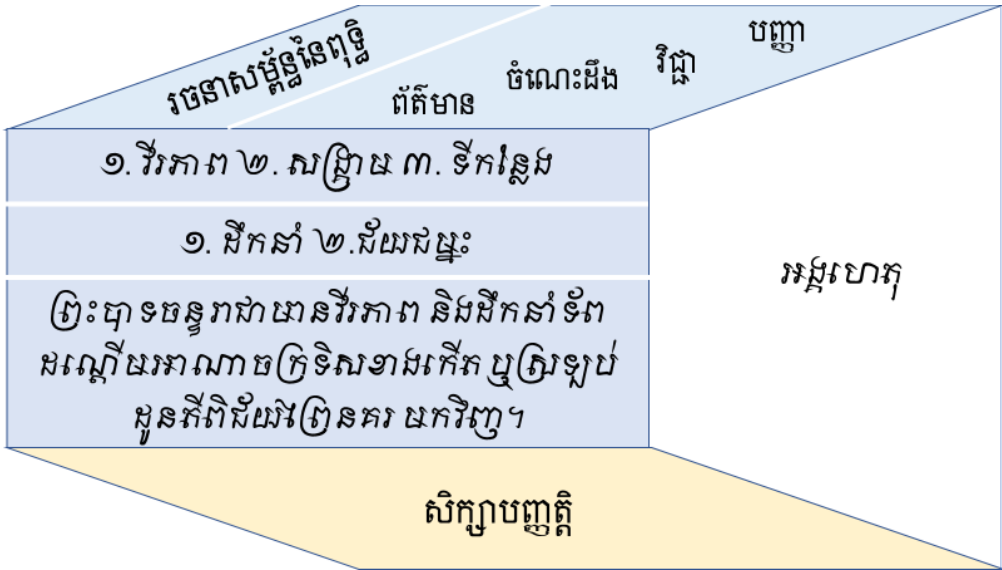 រចនាសម្ព័ន្ធនៃពុទ្ធិ
ព័ត៌មាន
ចំណេះដឹង
វិជ្ជា
បញ្ញា
១. វីរភាព ២. សង្គ្រាម ៣. ទីកន្លែង
១. ដឹកនាំ ២.ជ័យជម្នះ
ព្រះបាទចន្ទរាជាមានវីរភាព និងដឹកនាំទ័ព
ដណ្ដើមអាណាចក្រទិសខាងកើត ឬស្រឡប់
ដូនភីពិជ័យព្រៃនគរ មកវិញ។
អង្គហេតុ
សិក្សាបញ្ញត្តិ